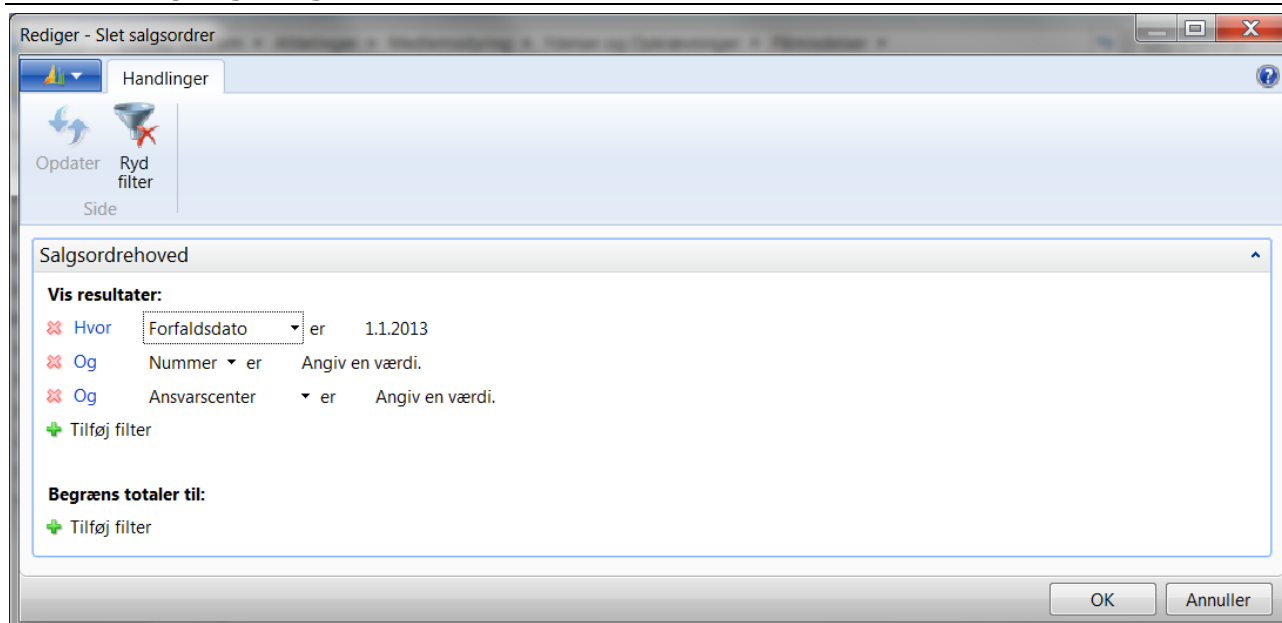 Rediger - Slet salgsordrer
Handlinger
Opdater Ryd filter
Side
Salgsordrehoved
Vis resultater:
Hvor Forfaldsdato er 1.1.2013
Og Nummer er Angiv en værdi.
Og Ansvarscenter er Angiv en værdi.
Tilføj filter
Begræns totaler til:
Tilføj filter
OK Annuller